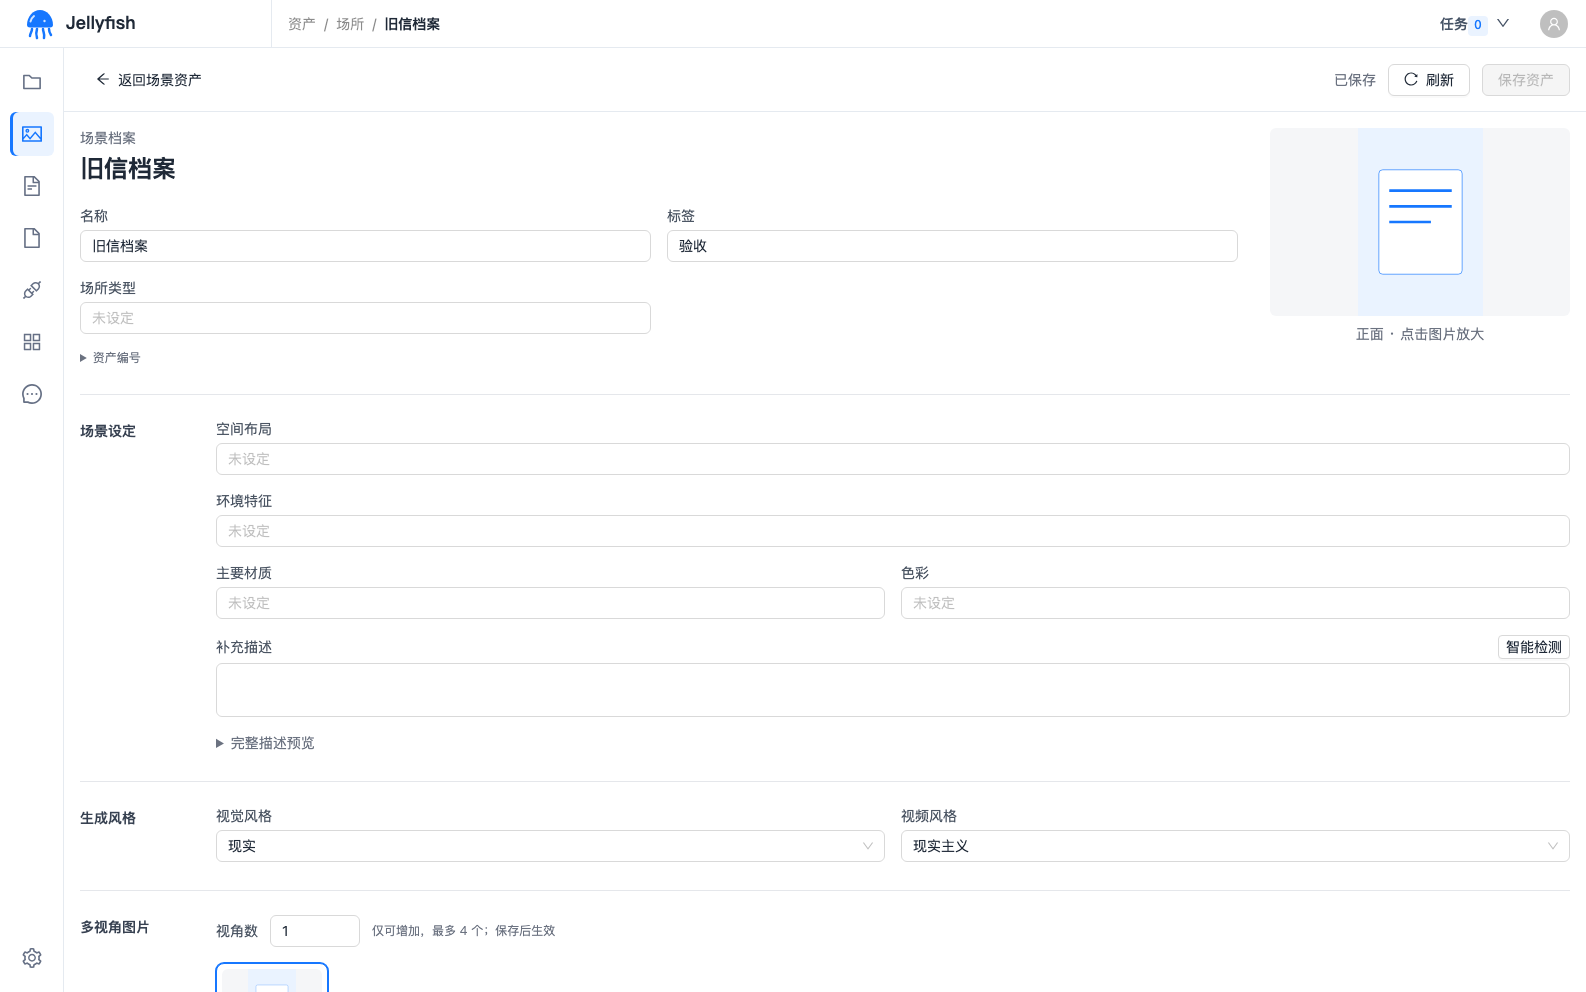 Jellyfish
资产 / 场所 / 旧信档案
任务 0
返回场景资产
已保存
刷新
保存资产
场景档案
旧信档案
名称
标签
旧信档案
验收
场所类型
未设定
资产编号
正面 · 点击图片放大
场景设定
空间布局
未设定
环境特征
未设定
主要材质
色彩
未设定
未设定
补充描述
智能检测
完整描述预览
生成风格
视觉风格
视频风格
现实
现实主义
多视角图片
视角数
1
仅可增加，最多 4 个；保存后生效